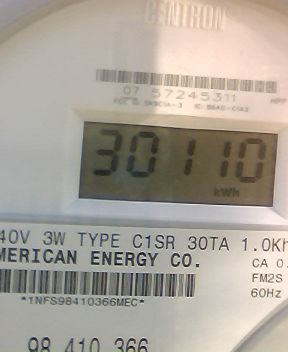 CENTRON
07 57245311
30110
kWh
40V 3W TYPE C1SR 30TA 1.0Kh
MERICAN ENERGY CO.
CA 0.
FM2S
60Hz
*1NFS98410366MEC*
98 410 366